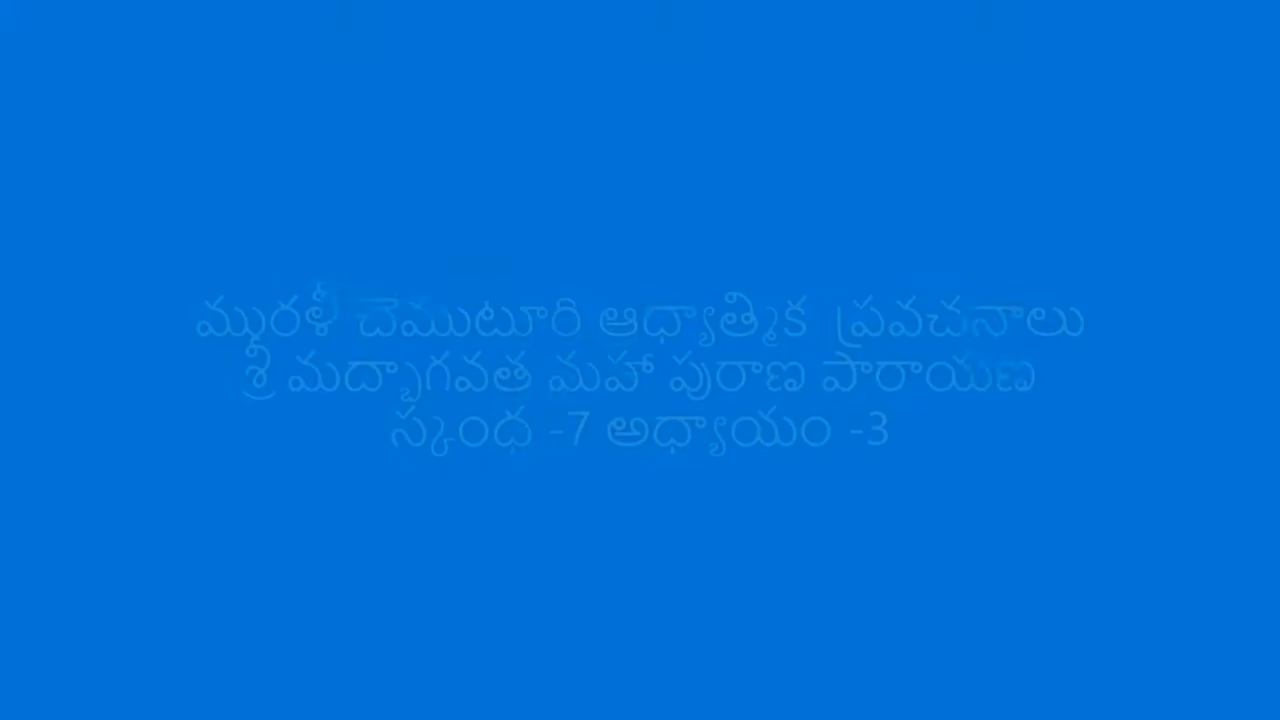 మురళీ చెముటూరి ఆధ్యాత్మిక ప్రవచనాలు
శ్రీ మద్భాగవత మహా పురాణ పారాయణ
స్కంధ -7 అధ్యాయం -3